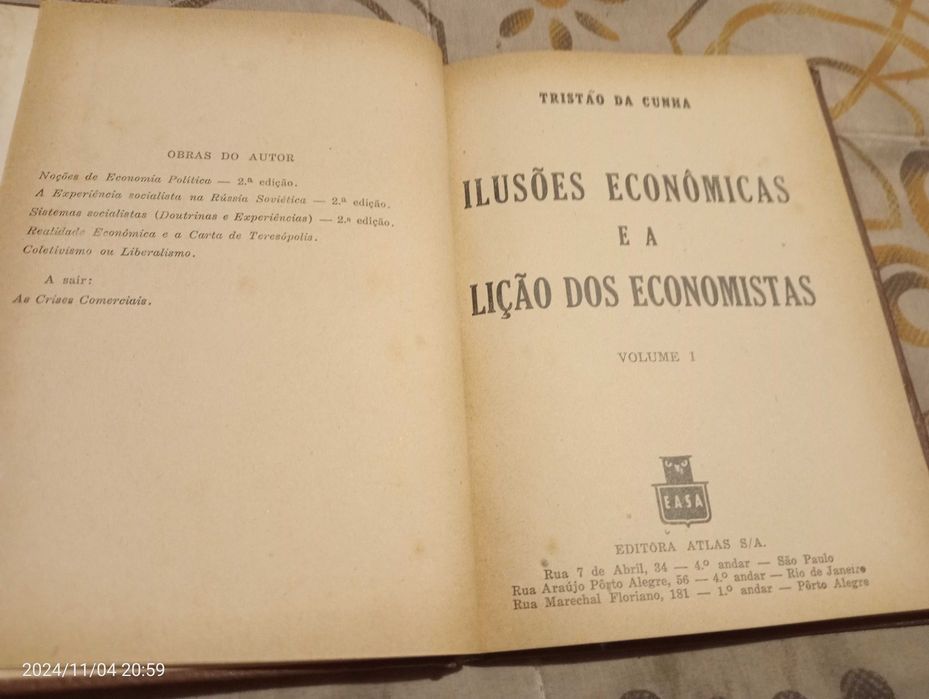 OBRAS DO AUTOR
Noções de Economia Política — 2.ª edição.
A Experiência socialista na Rússia Soviética — 2.ª edição.
Sistemas socialistas (Doutrinas e Experiências) — 2.ª edição.
Realidade Econômica e a Carta de Teresópolis.
Coletivismo ou Liberalismo.
A sair:
As Crises Comerciais.
TRISTÃO DA CUNHA
ILUSÕES ECONÔMICAS
E A
LIÇÃO DOS ECONOMISTAS
VOLUME I
EASA
EDITÔRA ATLAS S/A.
Rua 7 de Abril, 34 — 4.º andar — São Paulo
Rua Araújo Pôrto Alegre, 56 — 4.º andar — Rio de Janeiro
Rua Marechal Floriano, 181 — 1.º andar — Pôrto Alegre
2024/11/04 20:59